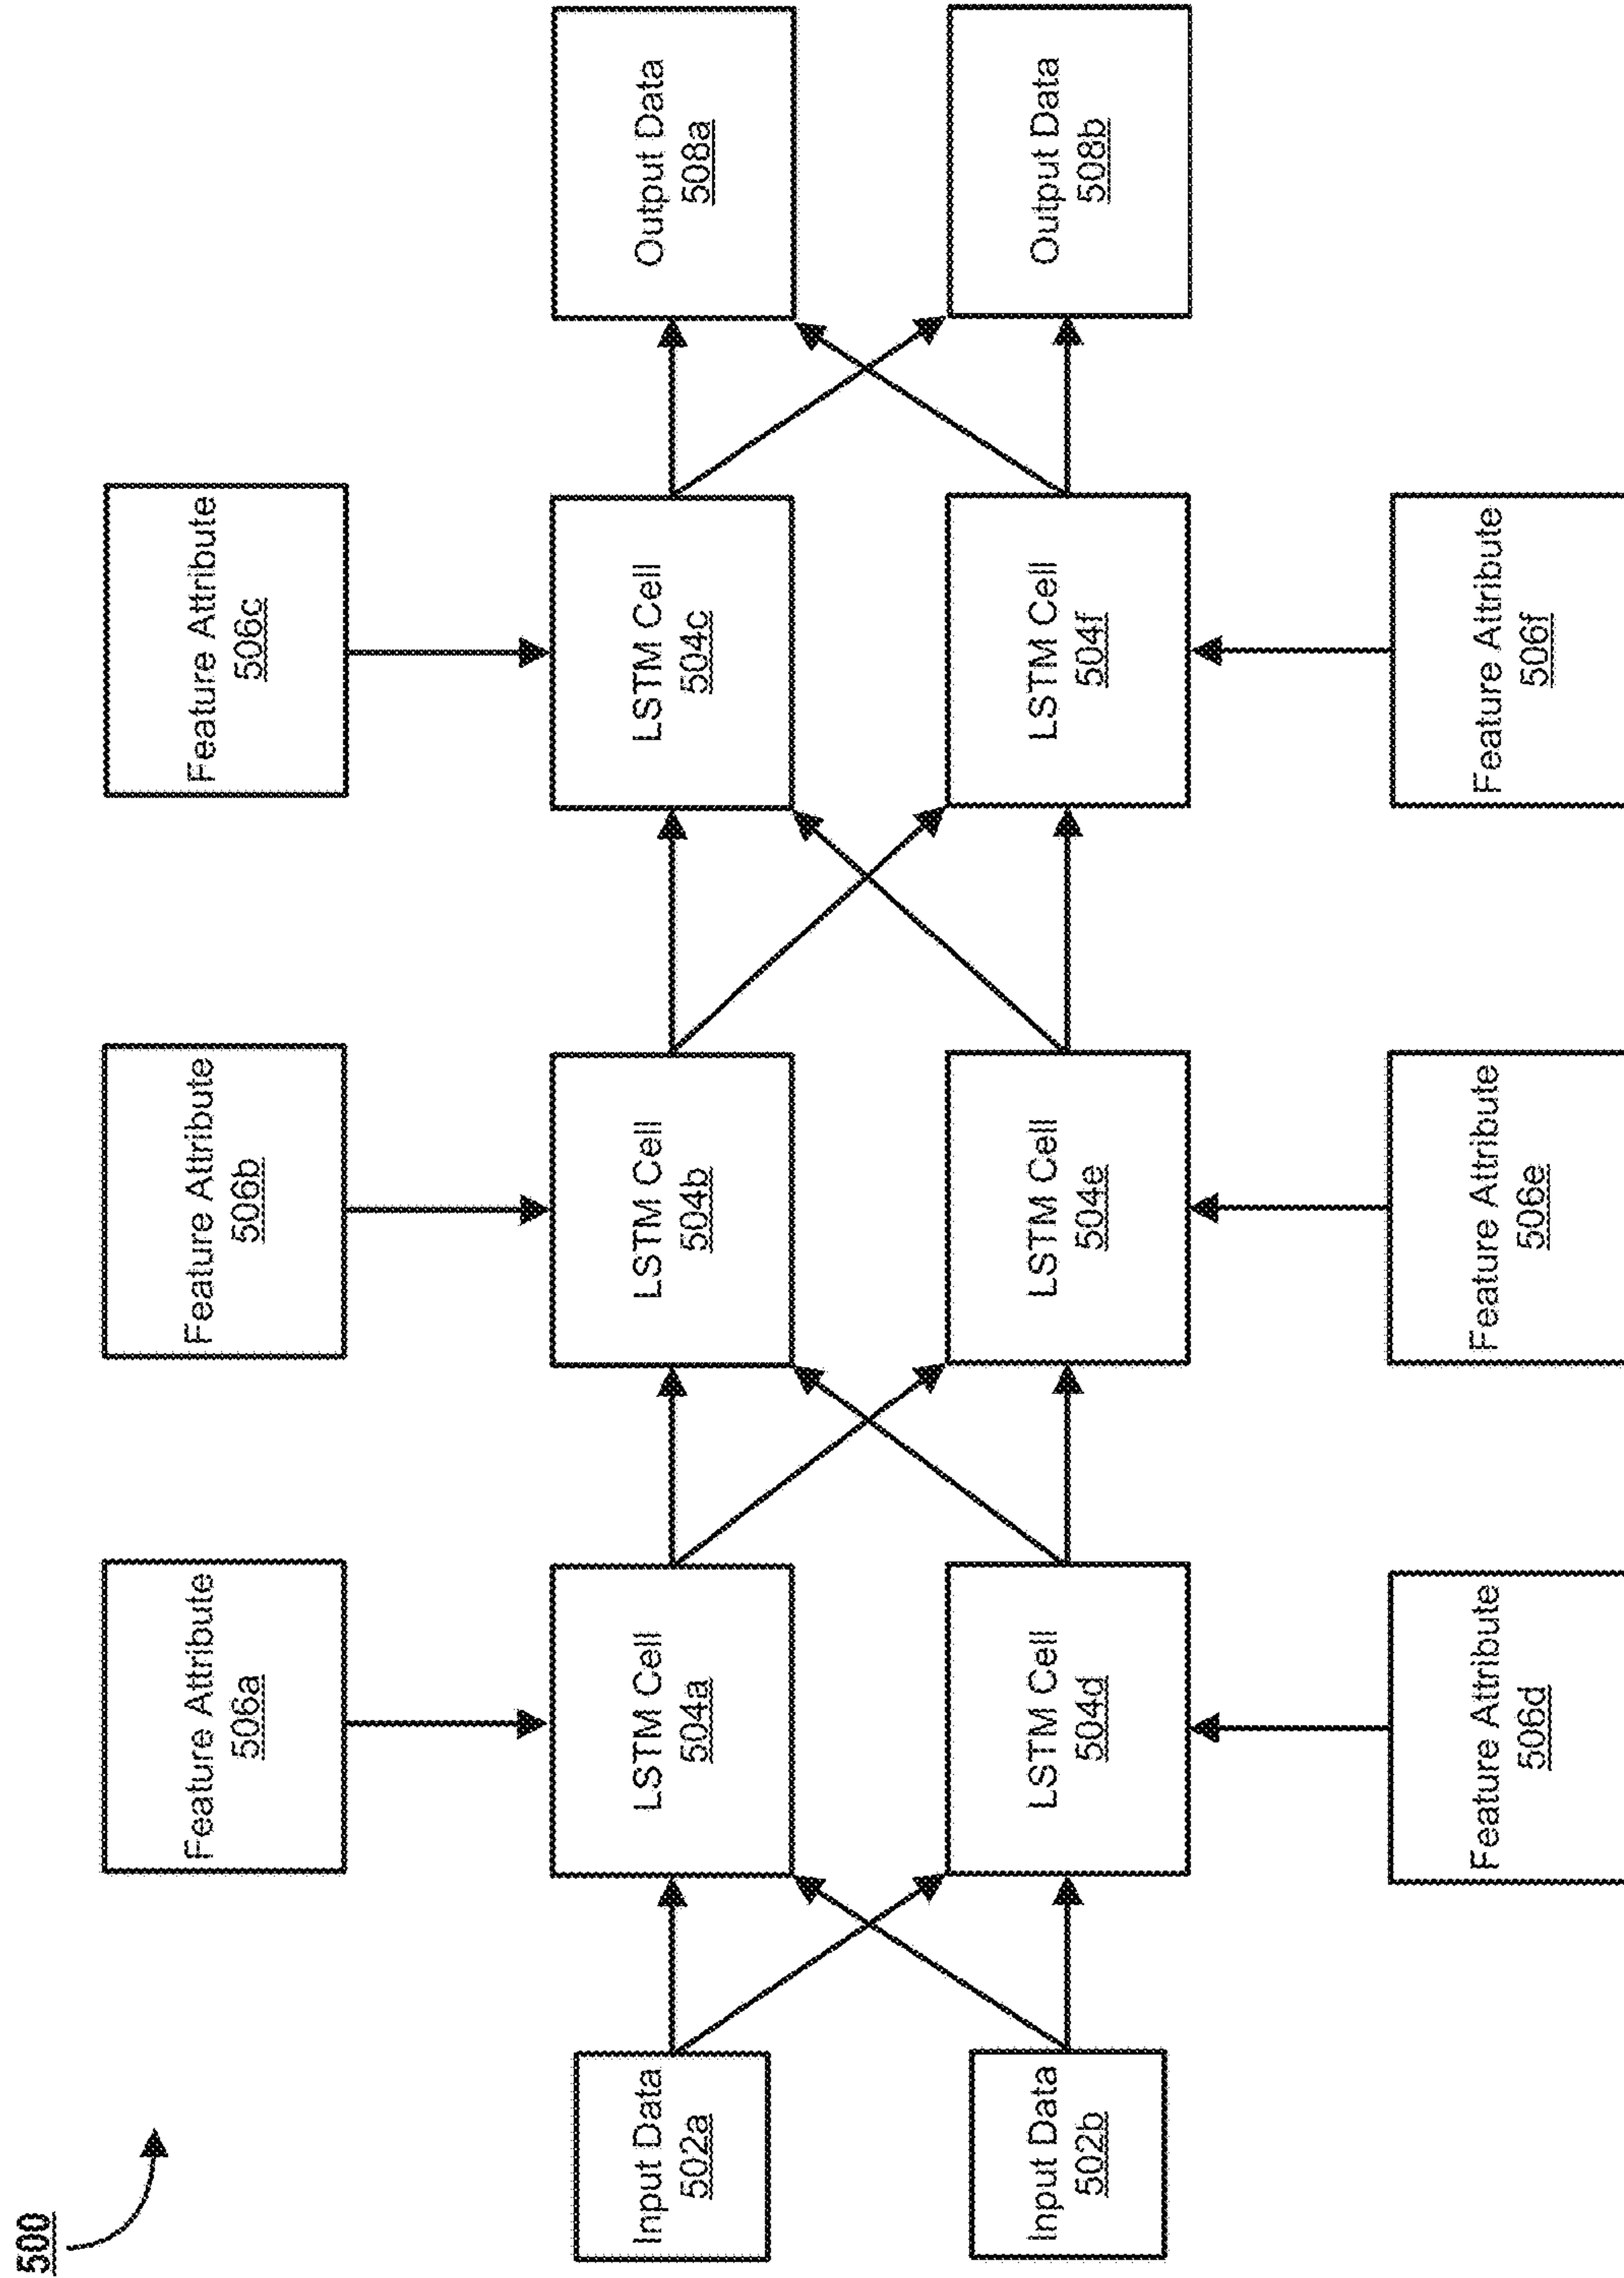 500
Feature Attribute
506a
Feature Attribute
506b
Feature Attribute
506c
Input Data
502a
LSTM Cell
504a
LSTM Cell
504b
LSTM Cell
504c
Output Data
508a
Input Data
502b
LSTM Cell
504d
LSTM Cell
504e
LSTM Cell
504f
Output Data
508b
Feature Attribute
506d
Feature Attribute
506e
Feature Attribute
506f